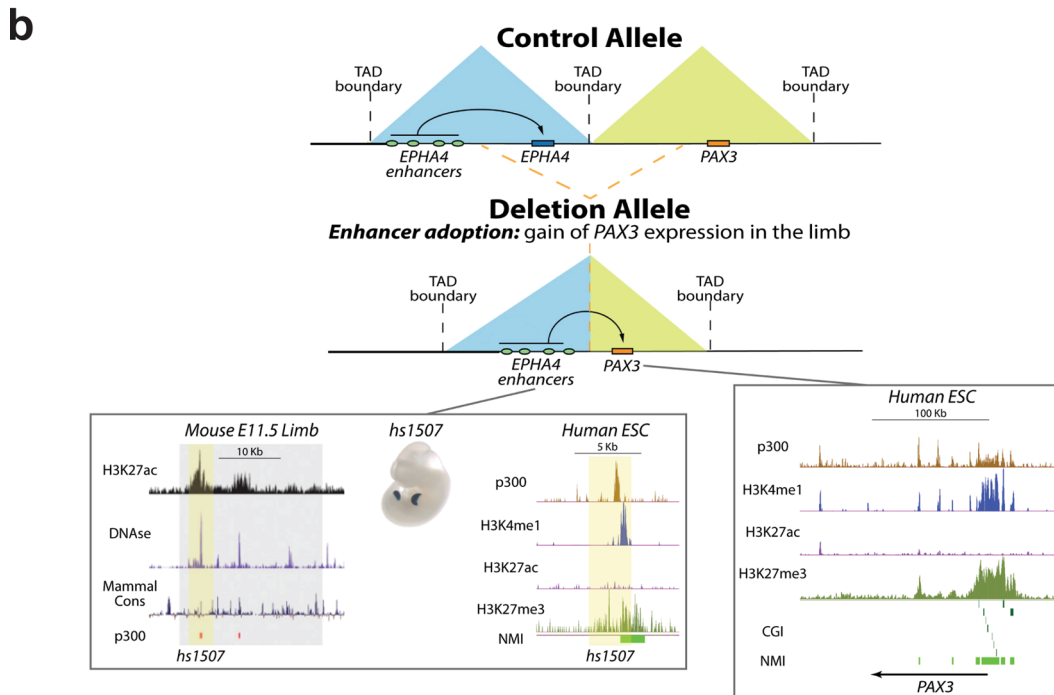 b
Control Allele
TAD
boundary
TAD
boundary
TAD
boundary
EPHA4
enhancers
EPHA4
PAX3
Deletion Allele
Enhancer adoption: gain of PAX3 expression in the limb
TAD
boundary
TAD
boundary
EPHA4
enhancers
PAX3
Mouse E11.5 Limb
10 Kb
H3K27ac
DNAse
Mammal
Cons
p300
hs1507
hs1507
Human ESC
5 Kb
p300
H3K4me1
H3K27ac
H3K27me3
NMI
hs1507
Human ESC
100 Kb
p300
H3K4me1
H3K27ac
H3K27me3
CGI
NMI
PAX3